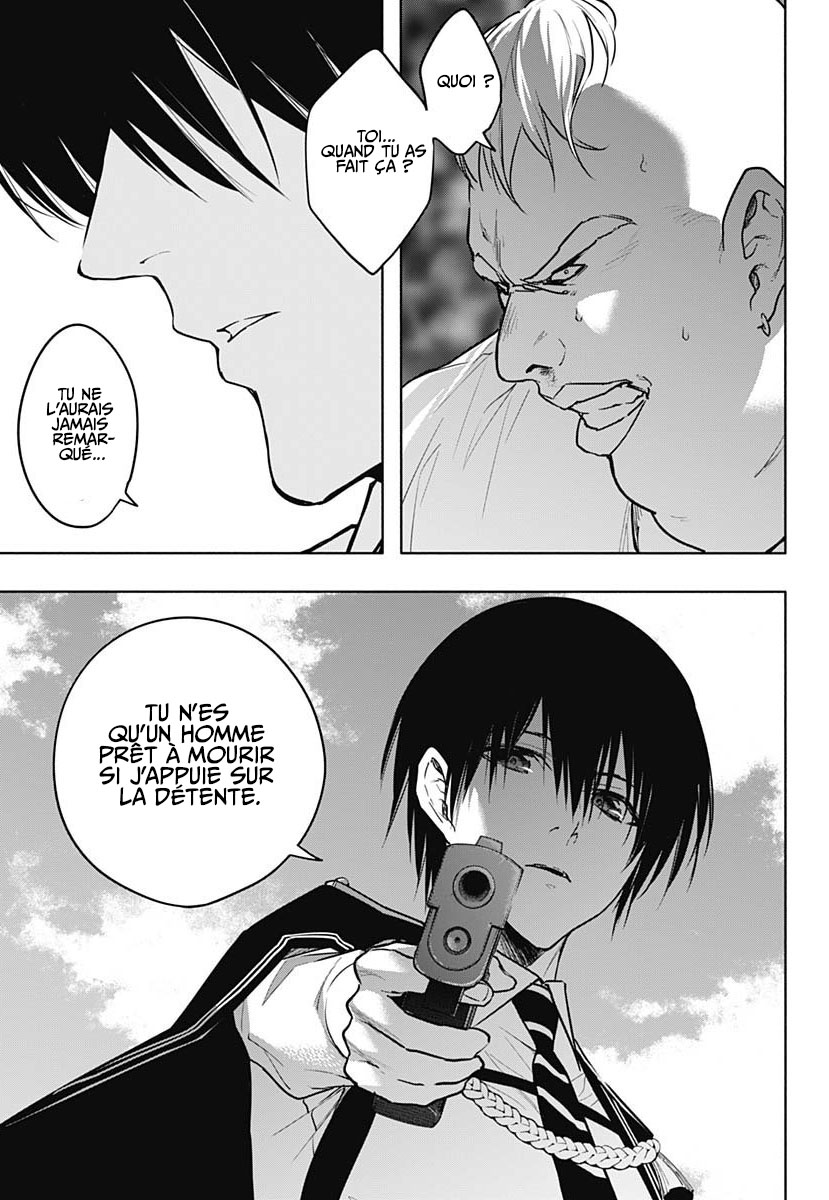 QUOI ?
TOI...
QUAND TU AS
FAIT ÇA ?
TU NE
L'AURAIS
JAMAIS
REMAR-
QUÉ...
TU N'ES
QU'UN HOMME
PRÊT À MOURIR
SI J'APPUIE SUR
LA DÉTENTE.